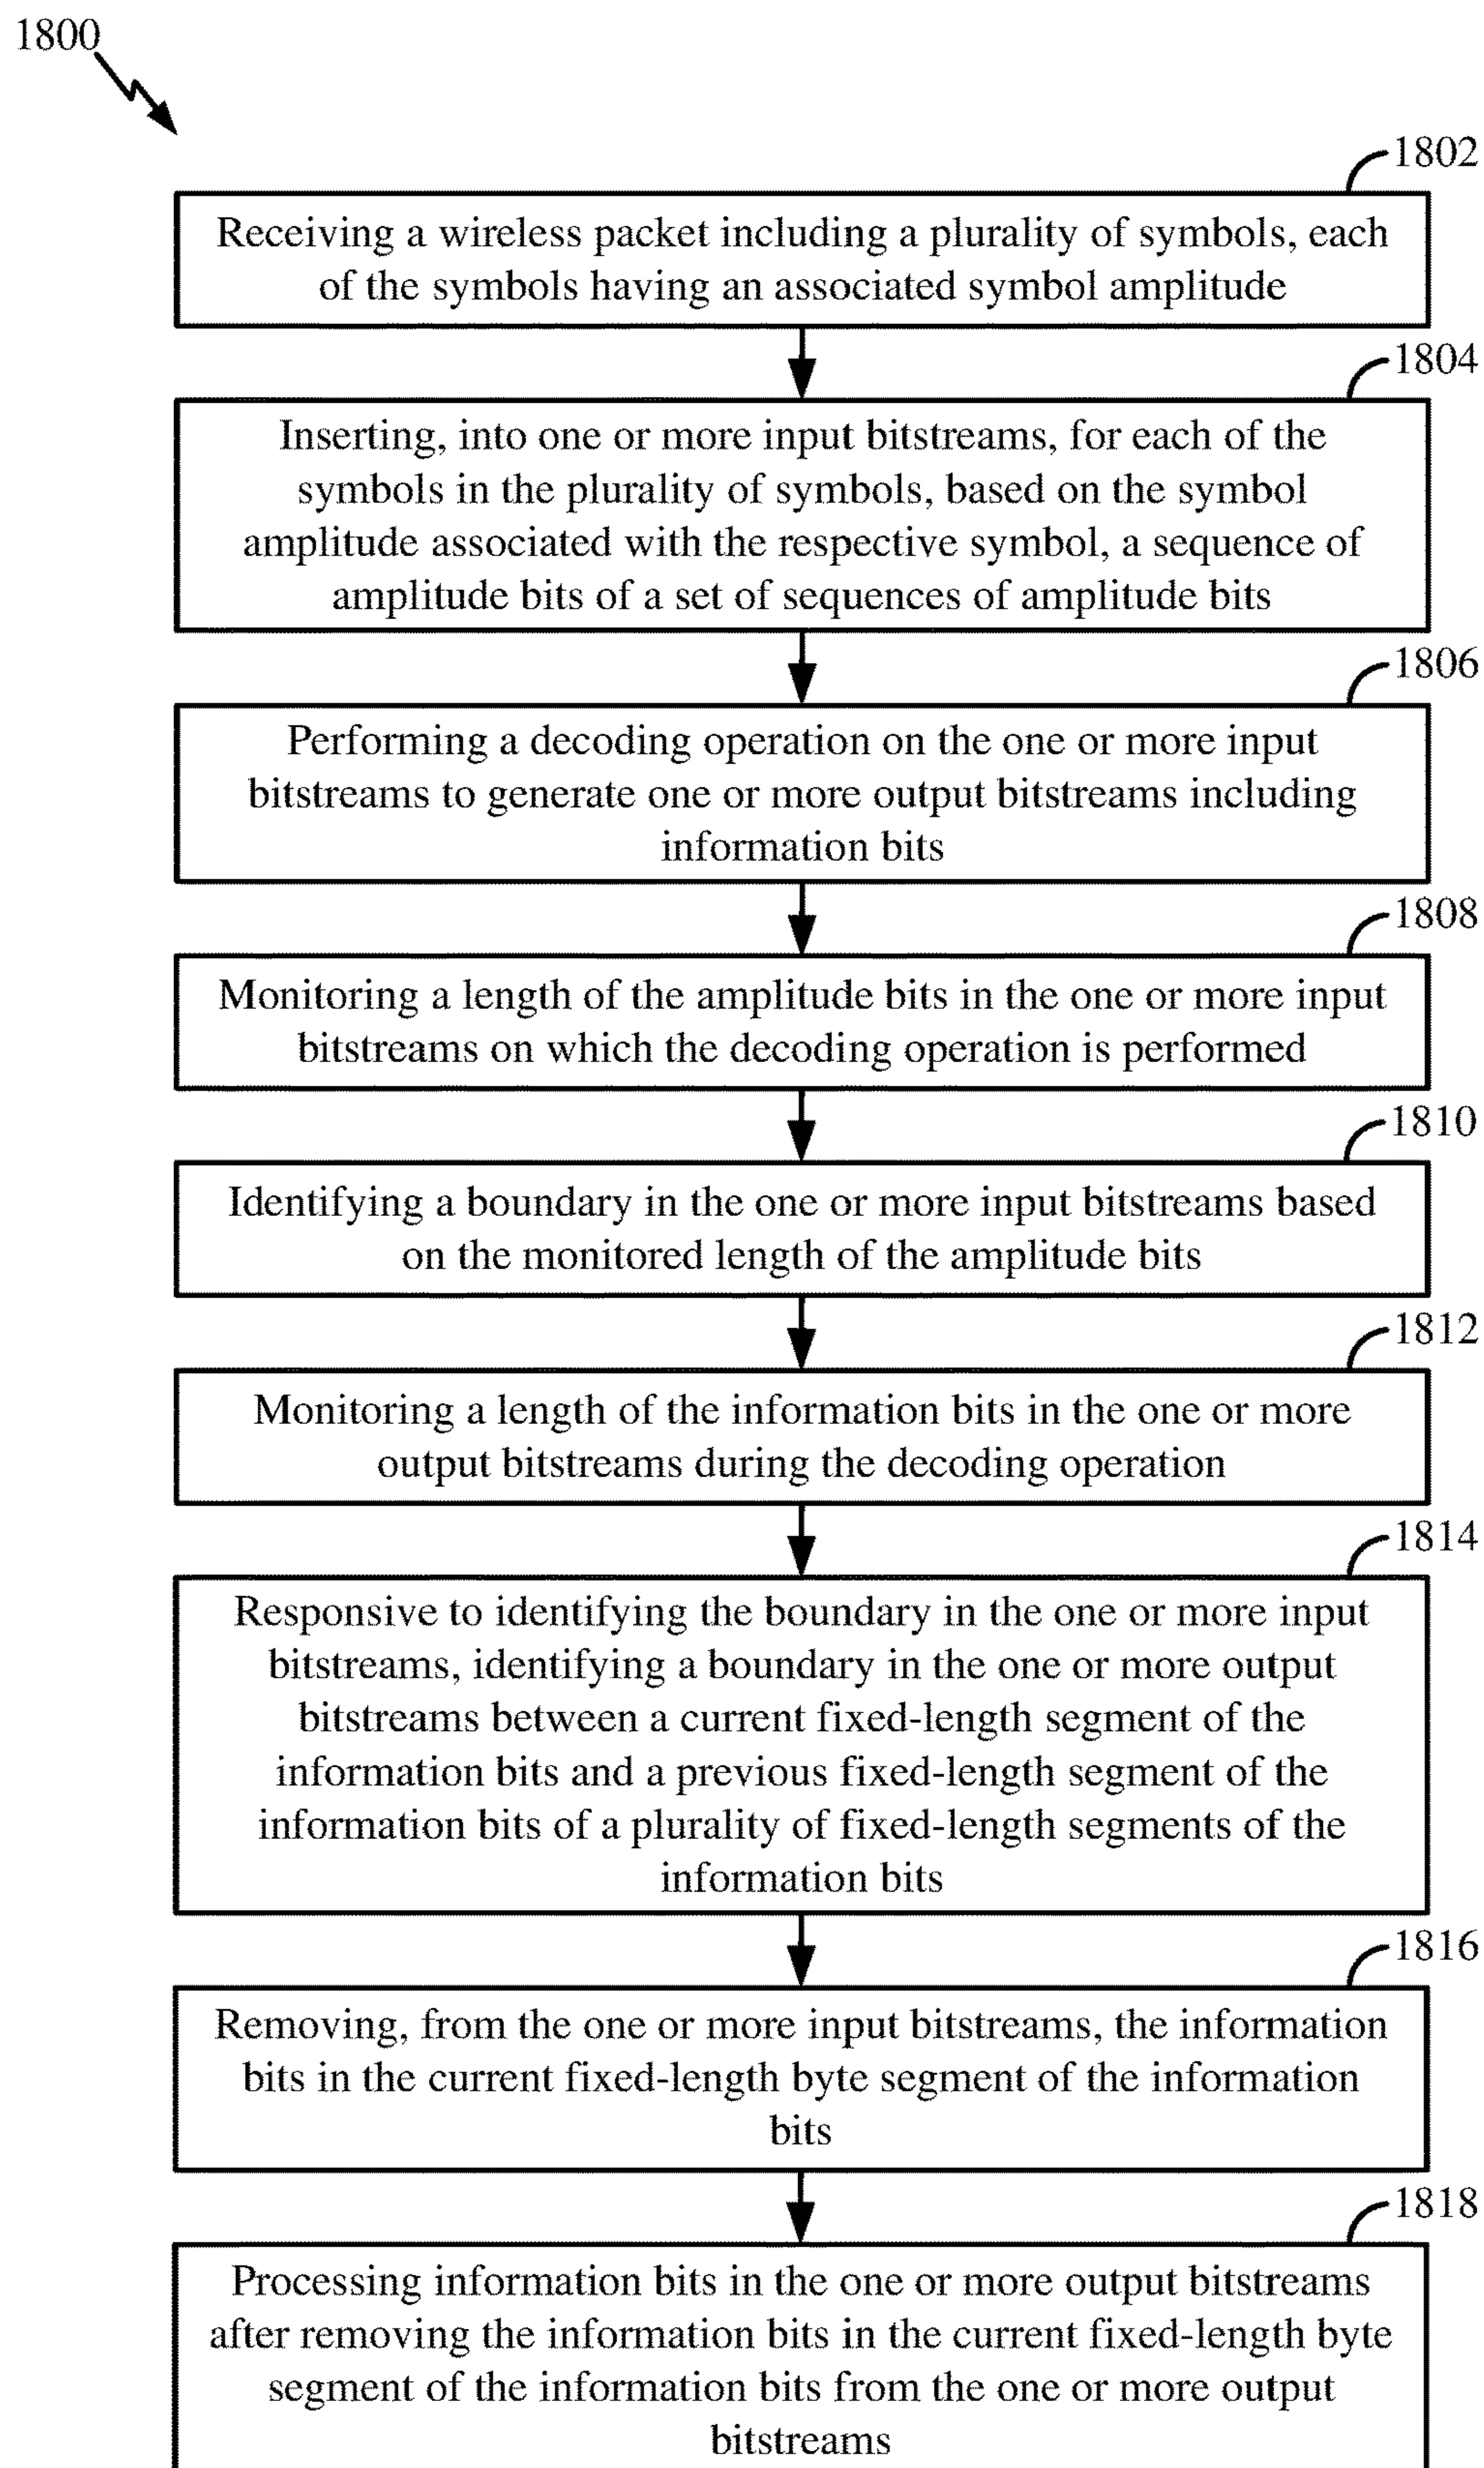 1800
1802
Receiving a wireless packet including a plurality of symbols, each
of the symbols having an associated symbol amplitude
1804
Inserting, into one or more input bitstreams, for each of the
symbols in the plurality of symbols, based on the symbol
amplitude associated with the respective symbol, a sequence of
amplitude bits of a set of sequences of amplitude bits
1806
Performing a decoding operation on the one or more input
bitstreams to generate one or more output bitstreams including
information bits
1808
Monitoring a length of the amplitude bits in the one or more input
bitstreams on which the decoding operation is performed
1810
Identifying a boundary in the one or more input bitstreams based
on the monitored length of the amplitude bits
1812
Monitoring a length of the information bits in the one or more
output bitstreams during the decoding operation
1814
Responsive to identifying the boundary in the one or more input
bitstreams, identifying a boundary in the one or more output
bitstreams between a current fixed-length segment of the
information bits and a previous fixed-length segment of the
information bits of a plurality of fixed-length segments of the
information bits
1816
Removing, from the one or more input bitstreams, the information
bits in the current fixed-length byte segment of the information
bits
1818
Processing information bits in the one or more output bitstreams
after removing the information bits in the current fixed-length byte
segment of the information bits from the one or more output
bitstreams